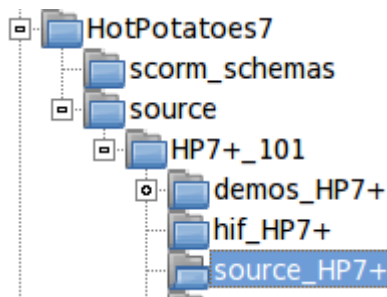 HotPotatoes7
scorm_schemas
source
HP7+_101
demos_HP7+
hif_HP7+
source_HP7+